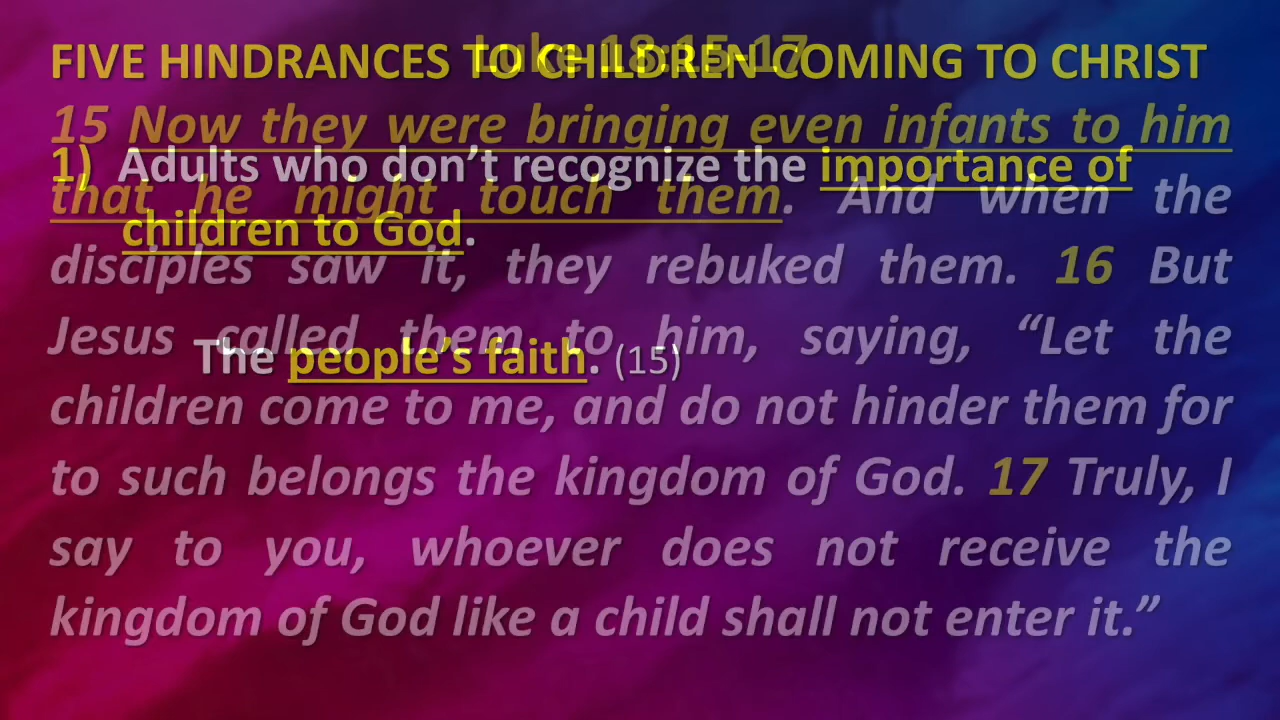 FIVE HINDRANCES TO CHILDREN COMING TO CHRIST
Luke 18:15-17
15 Now they were bringing even infants to him
1) Adults who don’t recognize the importance of
that he might touch them. And when the
children to God.
disciples saw it, they rebuked them. 16 But
Jesus called them to him, saying, “Let the
The people’s faith. (15)
children come to me, and do not hinder them for
to such belongs the kingdom of God. 17 Truly, I
say to you, whoever does not receive the
kingdom of God like a child shall not enter it.”